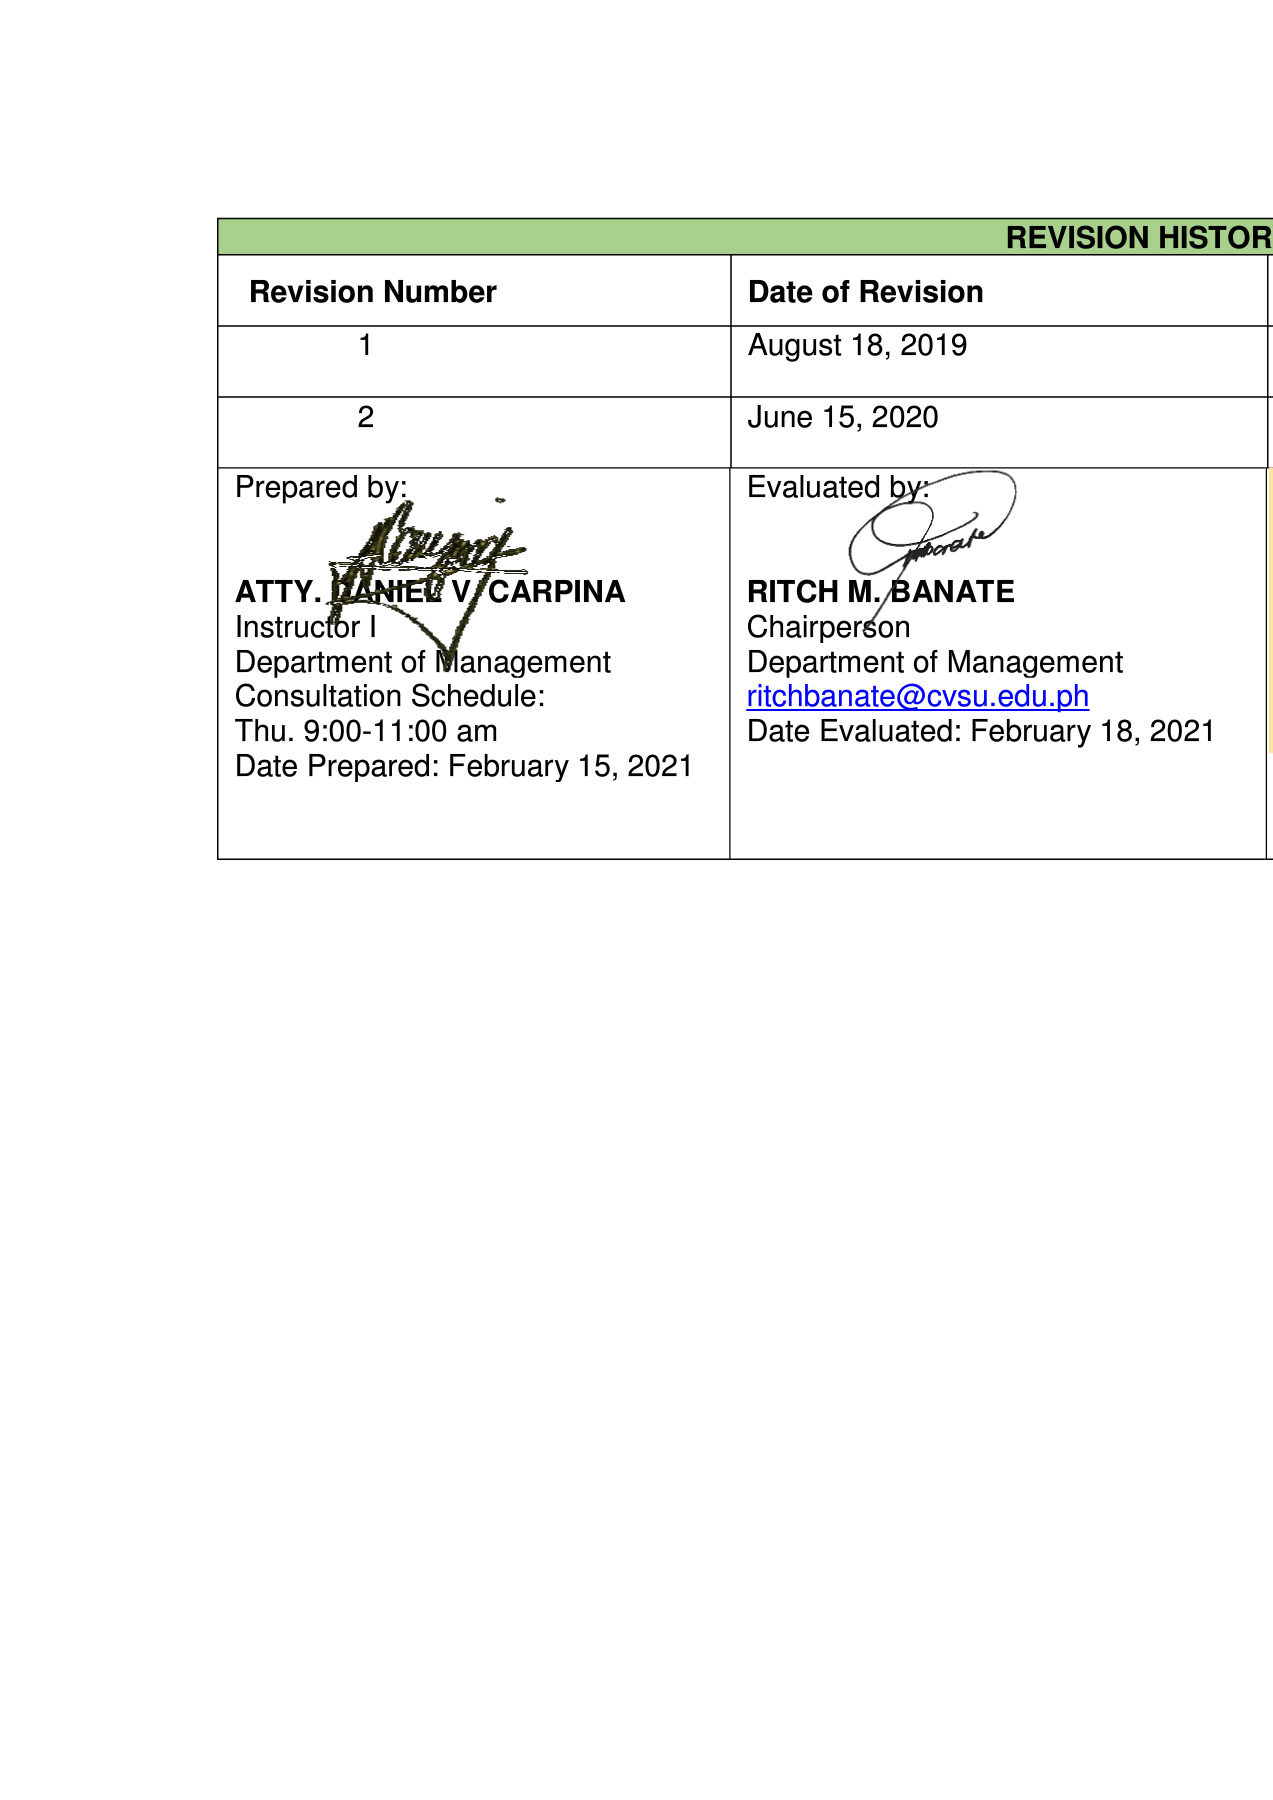 REVISION HISTOR
Revision Number
Date of Revision
1
August 18, 2019
2
June 15, 2020
Prepared by:
ATTY. DANIEL V. CARPINA
Instructor I
Department of Management
Consultation Schedule:
Thu. 9:00-11:00 am
Date Prepared: February 15, 2021
Evaluated by:
RITCH M. BANATE
Chairperson
Department of Management
ritchbanate@cvsu.edu.ph
Date Evaluated: February 18, 2021